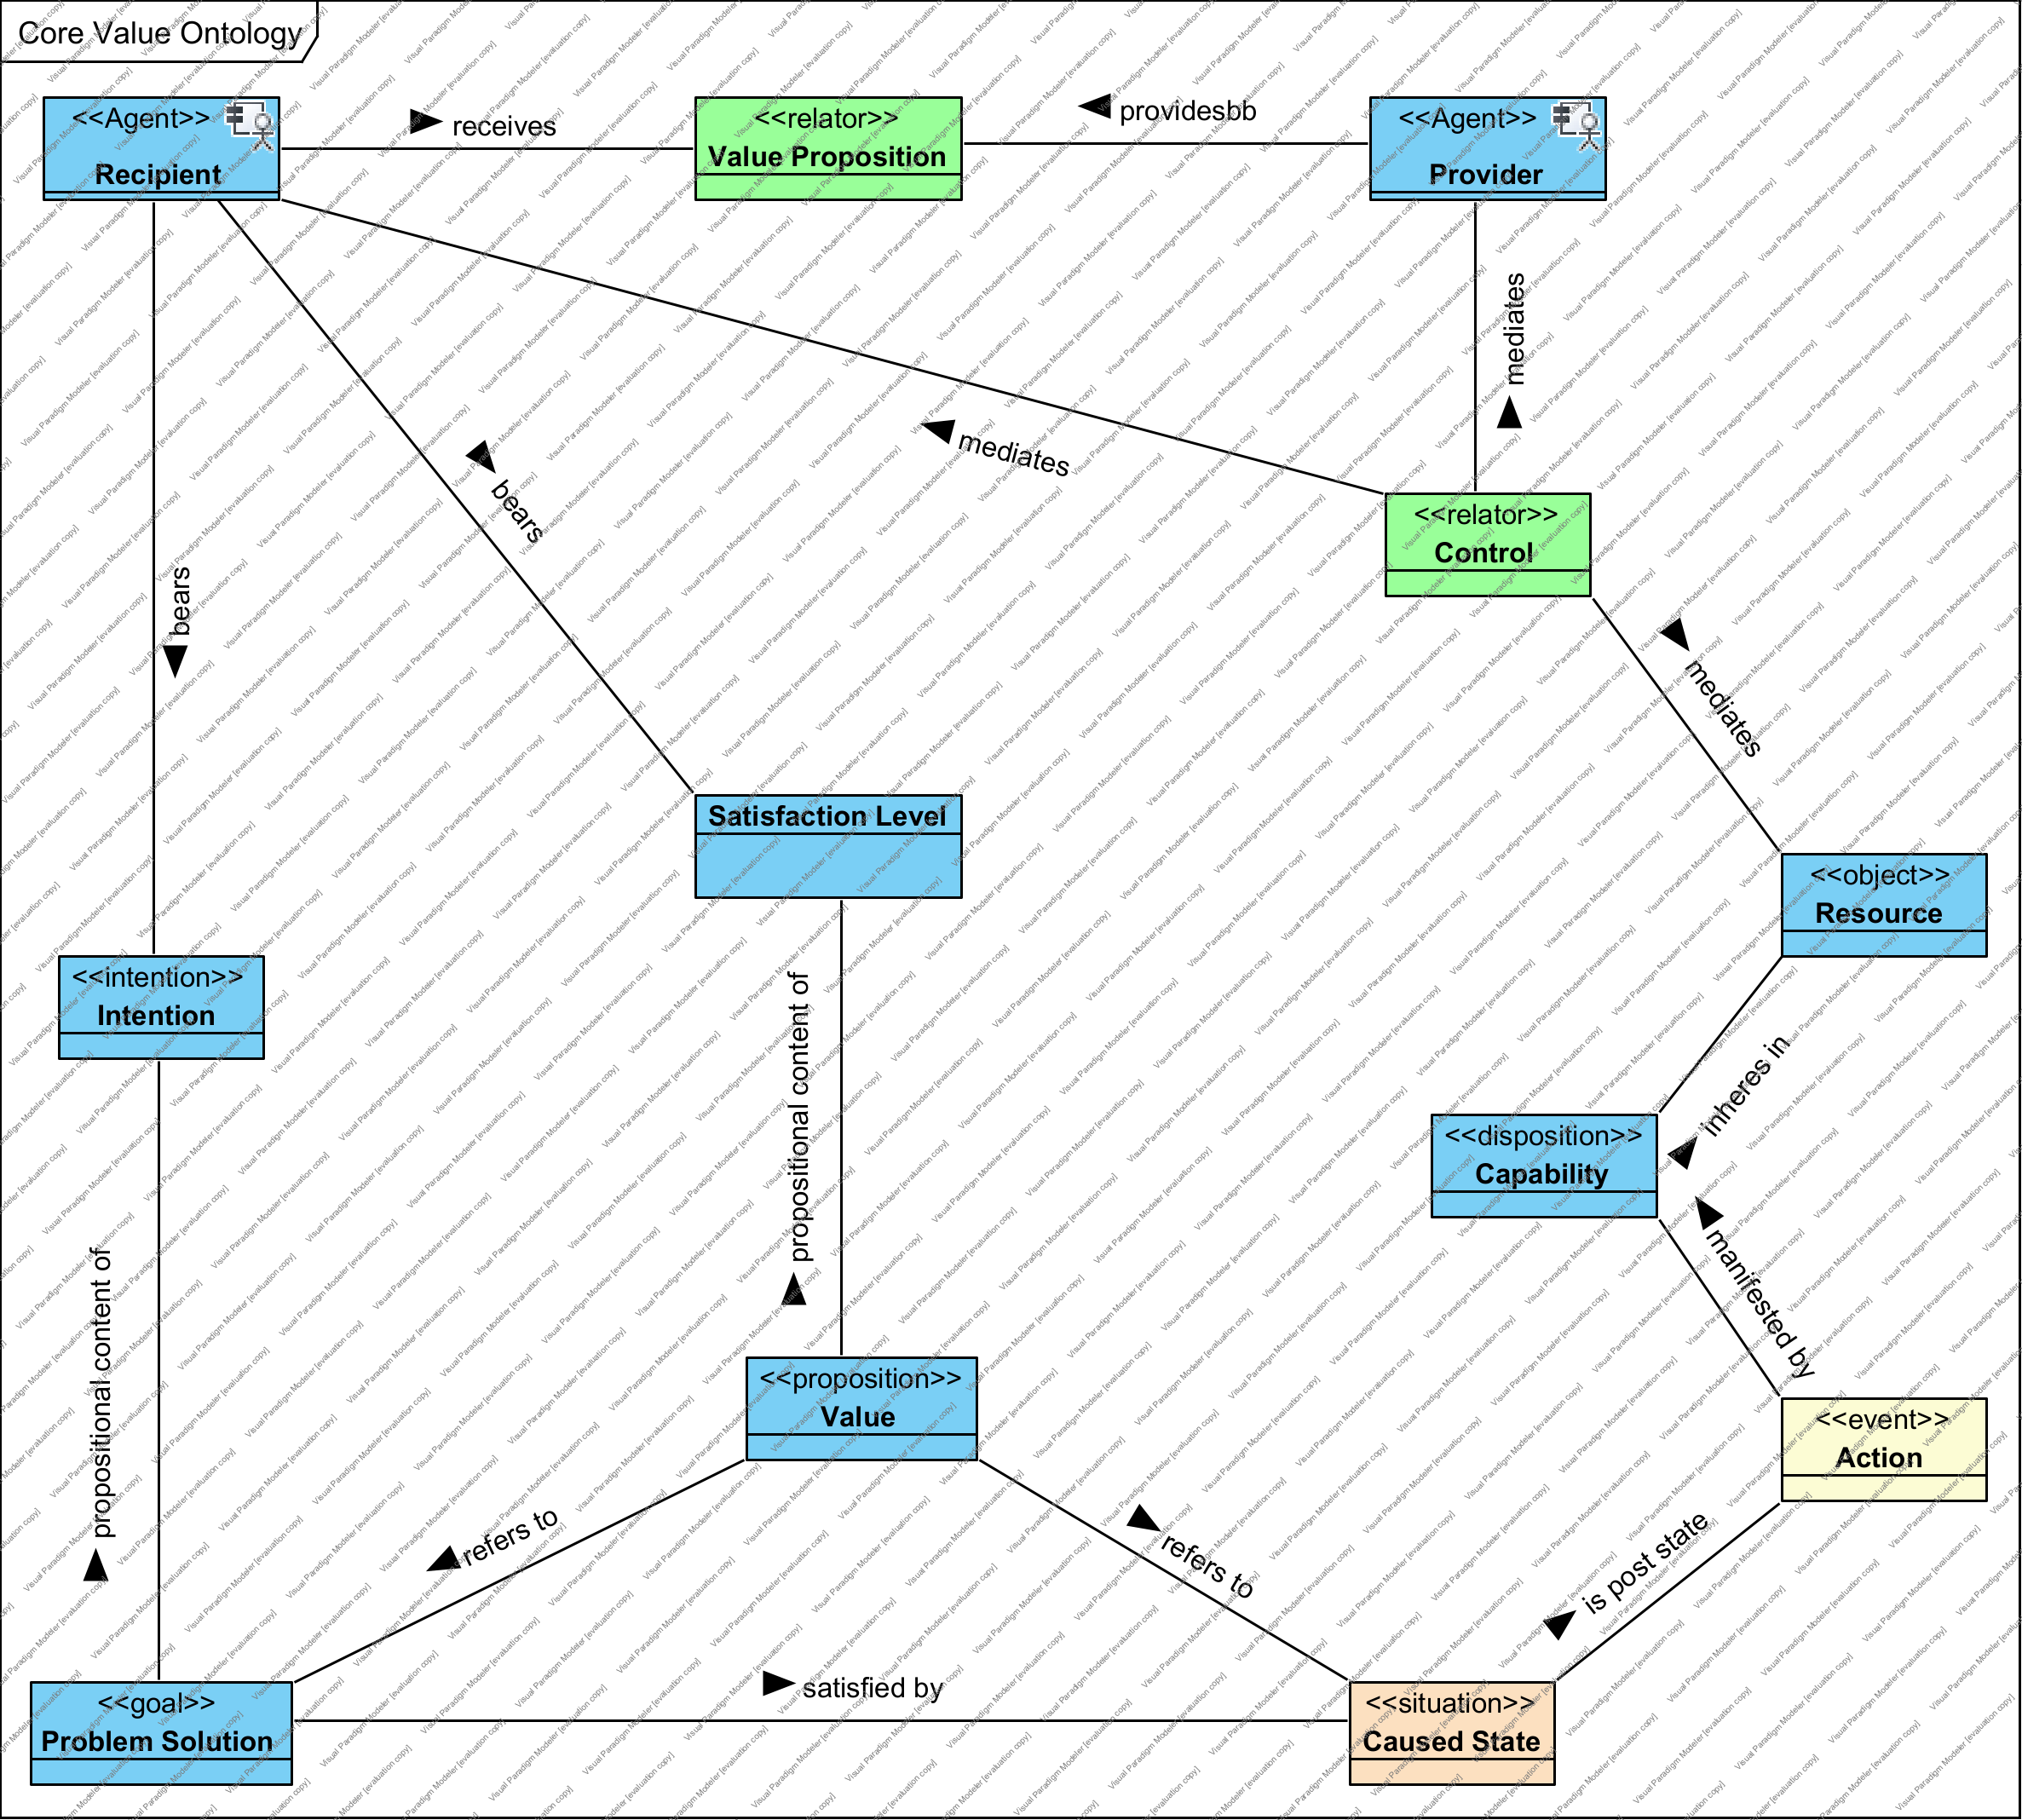 Core Value Ontology
<<Agent>>
Recipient
receives
<<relator>>
Value Proposition
providesbb
<<Agent>>
Provider
mediates
mediates
bears
bears
<<relator>>
Control
mediates
Satisfaction Level
<<object>>
Resource
<<intention>>
Intention
propositional content of
inheres in
<<disposition>>
Capability
manifested by
propositional content of
<<proposition>>
Value
<<event>>
Action
refers to
refers to
is post state
<<goal>>
Problem Solution
satisfied by
<<situation>>
Caused State
Visual Paradigm Modeler [evaluation copy]